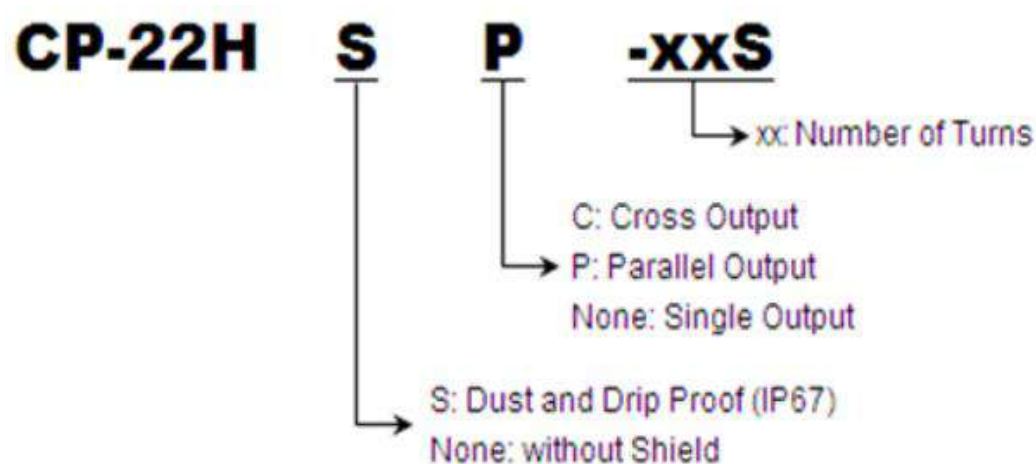 CP-22H S P -xxS
xx: Number of Turns
C: Cross Output
P: Parallel Output
None: Single Output
S: Dust and Drip Proof (IP67)
None: without Shield